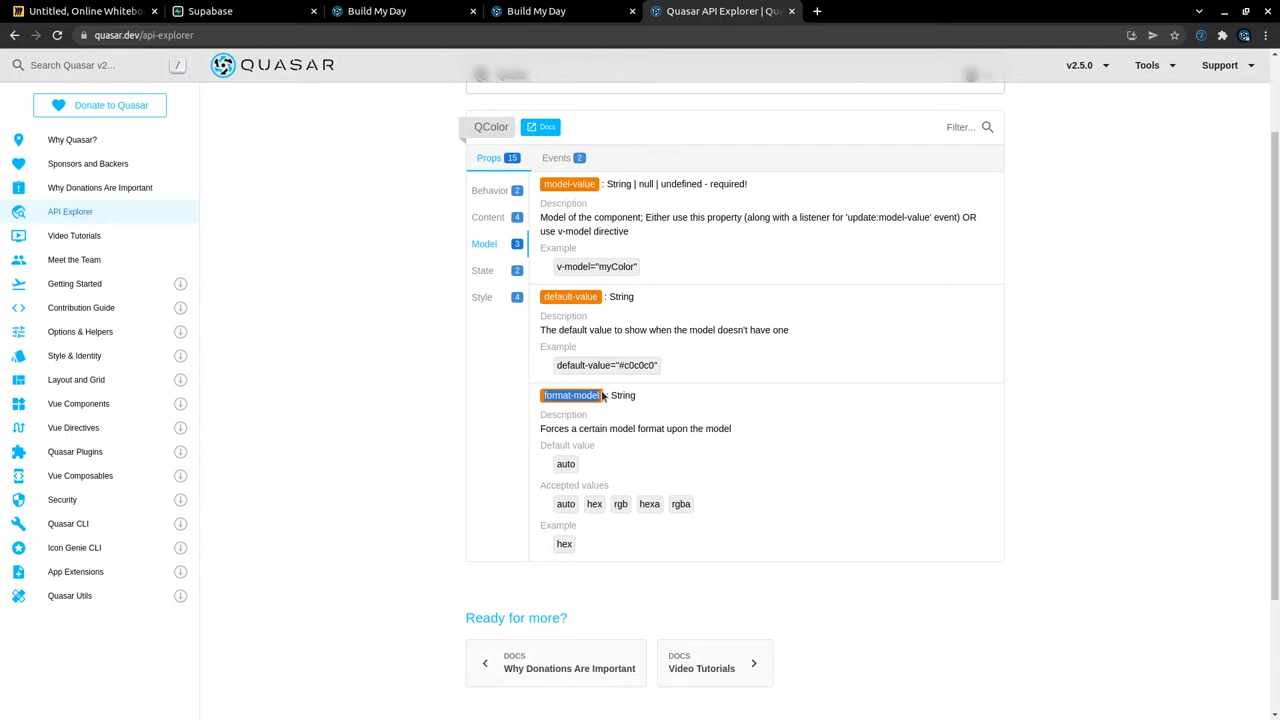 Untitled, Online Whitebo
Supabase
Build My Day
Build My Day
Quasar API Explorer | Qu
quasar.dev/api-explorer
Search Quasar v2...
/
QUASAR
v2.5.0
Tools
Support
Donate to Quasar
Why Quasar?
Sponsors and Backers
Why Donations Are Important
API Explorer
Video Tutorials
Meet the Team
Getting Started
Contribution Guide
Options & Helpers
Style & Identity
Layout and Grid
Vue Components
Vue Directives
Quasar Plugins
Vue Composables
Security
Quasar CLI
Icon Genie CLI
App Extensions
Quasar Utils
QColor
Docs
Filter...
Props 15
Events 2
Behavior 2
Content 4
Model 3
State 2
Style 4
model-value : String | null | undefined - required!
Description
Model of the component; Either use this property (along with a listener for 'update:model-value' event) OR
use v-model directive
Example
v-model="myColor"
default-value : String
Description
The default value to show when the model doesn't have one
Example
default-value="#c0c0c0"
format-model : String
Description
Forces a certain model format upon the model
Default value
auto
Accepted values
auto hex rgb hexa rgba
Example
hex
Ready for more?
DOCS
Why Donations Are Important
DOCS
Video Tutorials